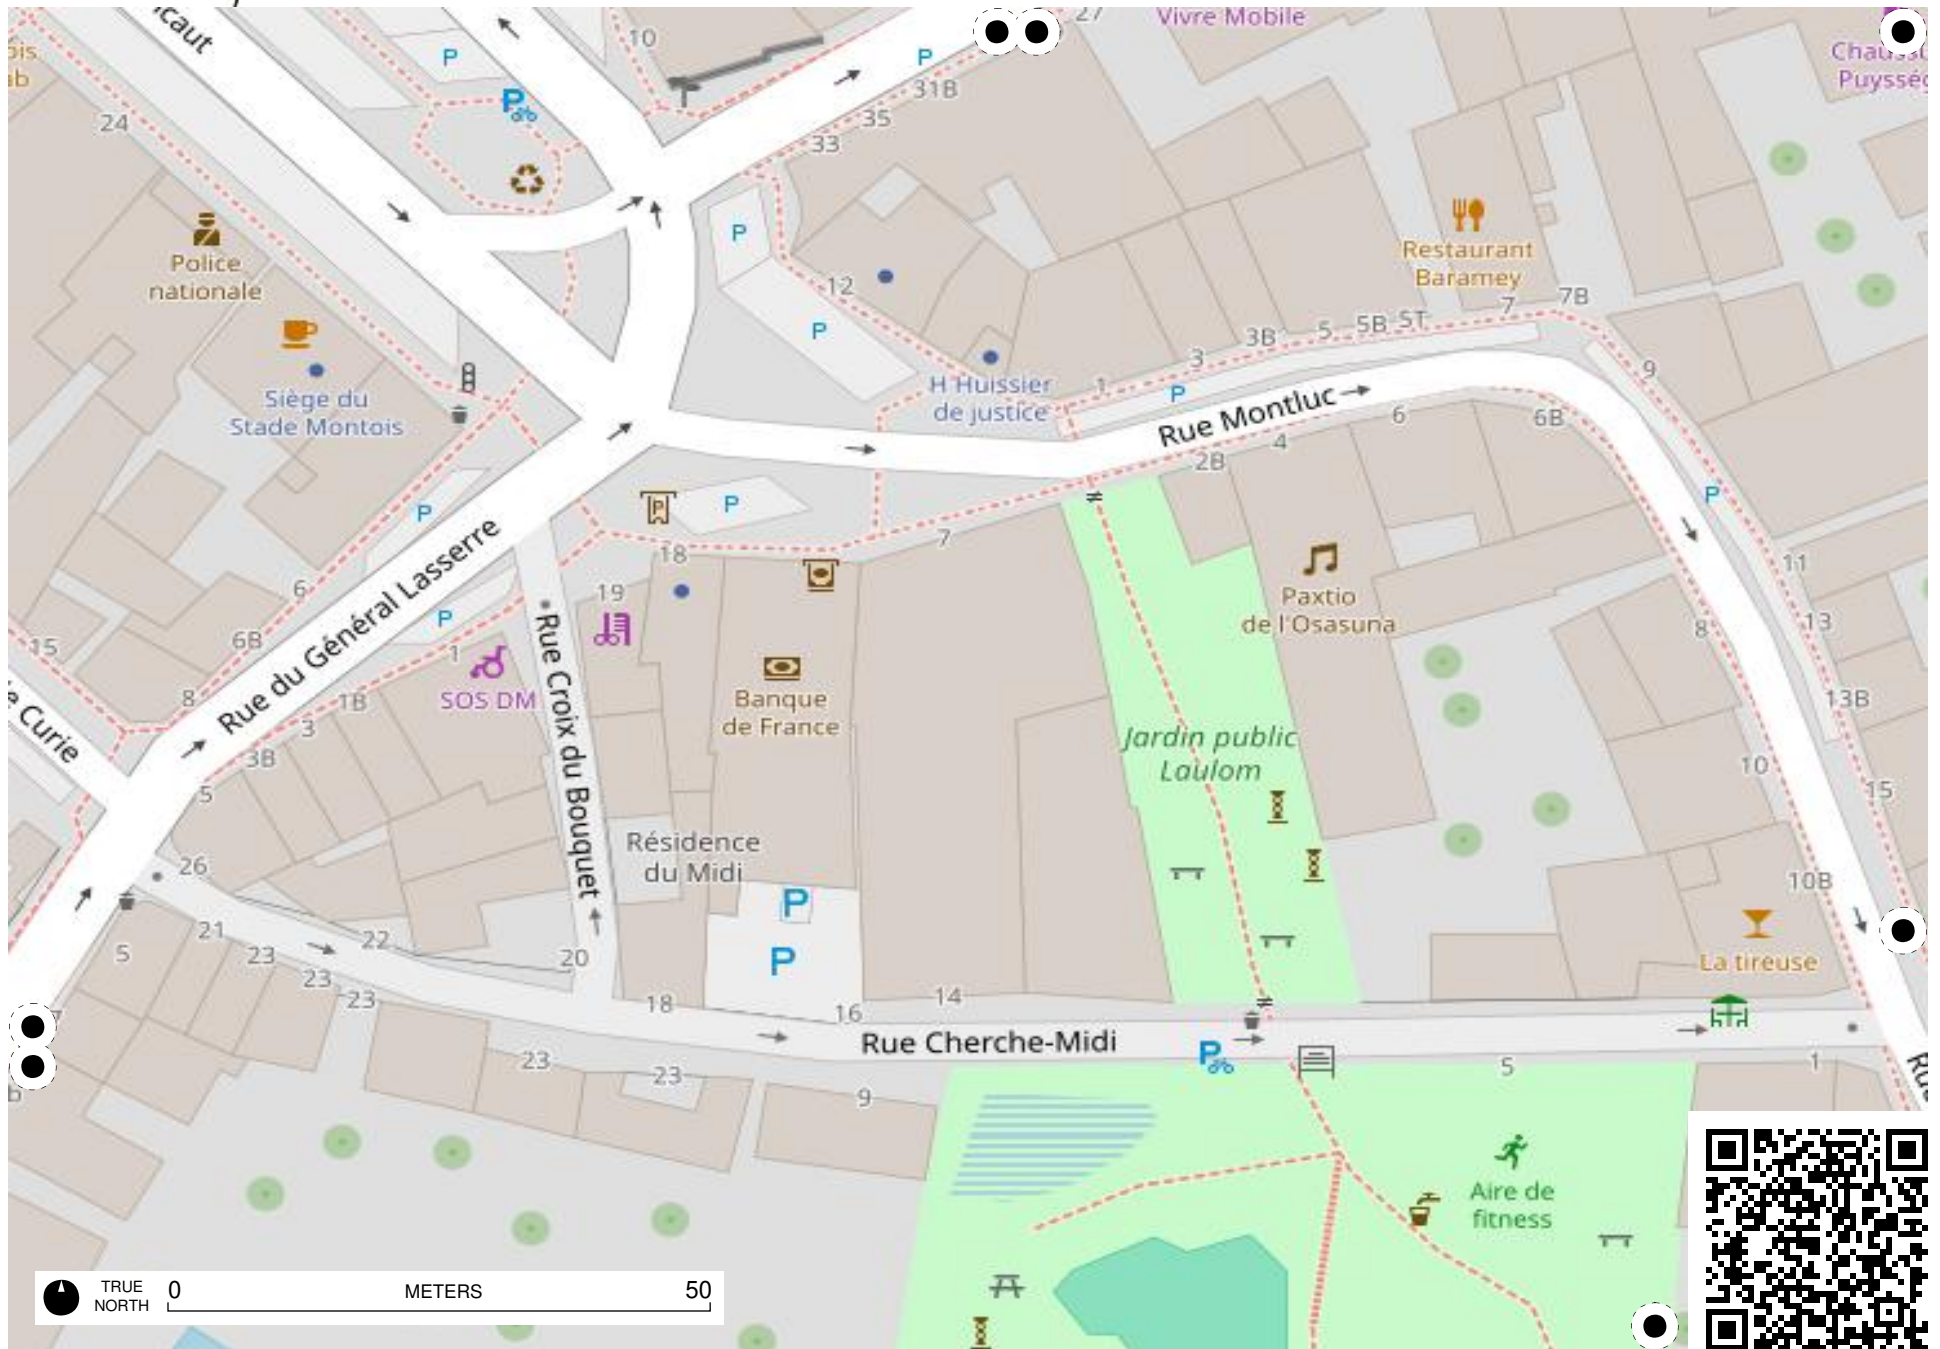 10
27
Vivre Mobile
P
P
31B
35
33
24
Police
nationale
P
12
P
Restaurant
Baramey
7B
7
5T
5B
5
3B
3
1
P
9
H Huissier
de justice
Siège du
Stade Montois
Rue Montluc
6
6B
4
2B
P
P
P
P
18
7
19
6
6B
15
8
Rue du Général Lasserre
P
1
1B
3
3B
5
SOS DM
Rue Croix du Bouquet
Banque
de France
Paxtio
de l'Osasuna
11
13
8
13B
10
15
10B
Jardin public
Laulom
Résidence
du Midi
P
P
26
21
22
5
23
23
23
20
18
16
14
La tireuse
Rue Cherche-Midi
P
23
23
9
5
1
Aire de
fitness
TRUE
NORTH
0
METERS
50